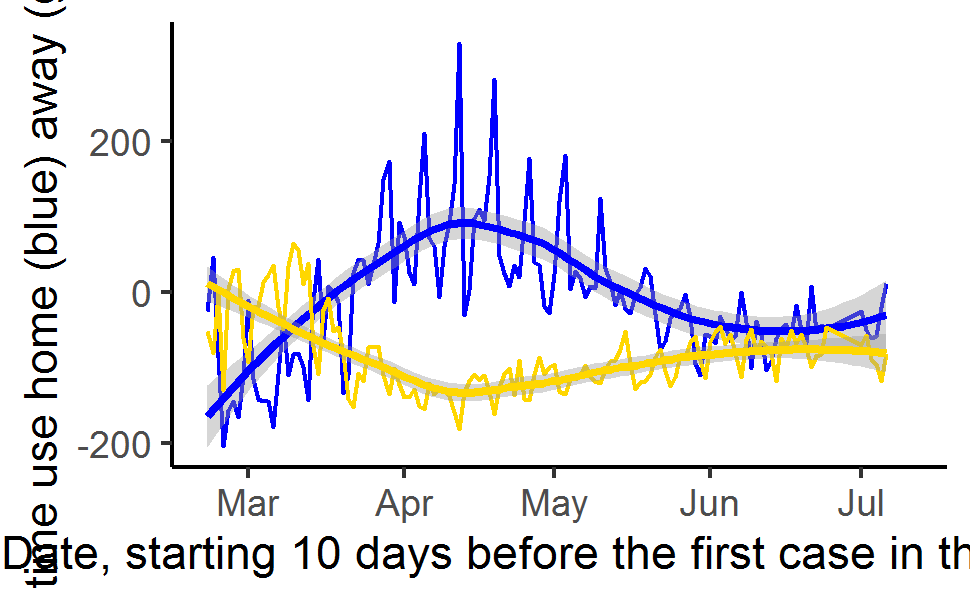 time use home (blue) away (
200
0
-200
Mar Apr May Jun Jul
Date, starting 10 days before the first case in th